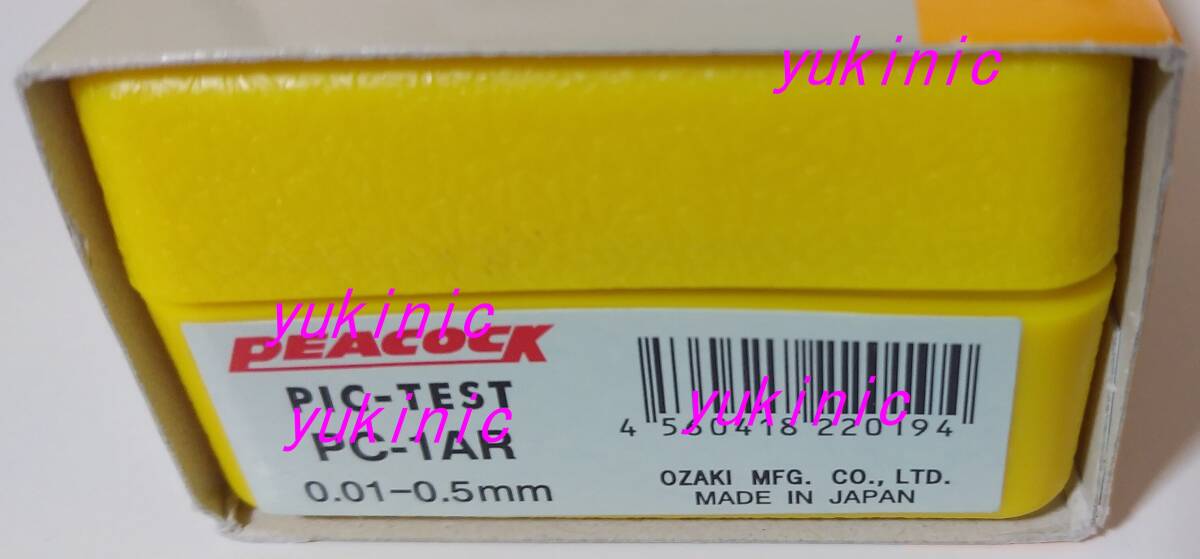 yukinic
yukinic
PEACOCK
PIC-TEST
yukinic
PC-1AR
0.01-0.5mm
yukinic
4 560418 220194
OZAKI MFG. CO., LTD.
MADE IN JAPAN